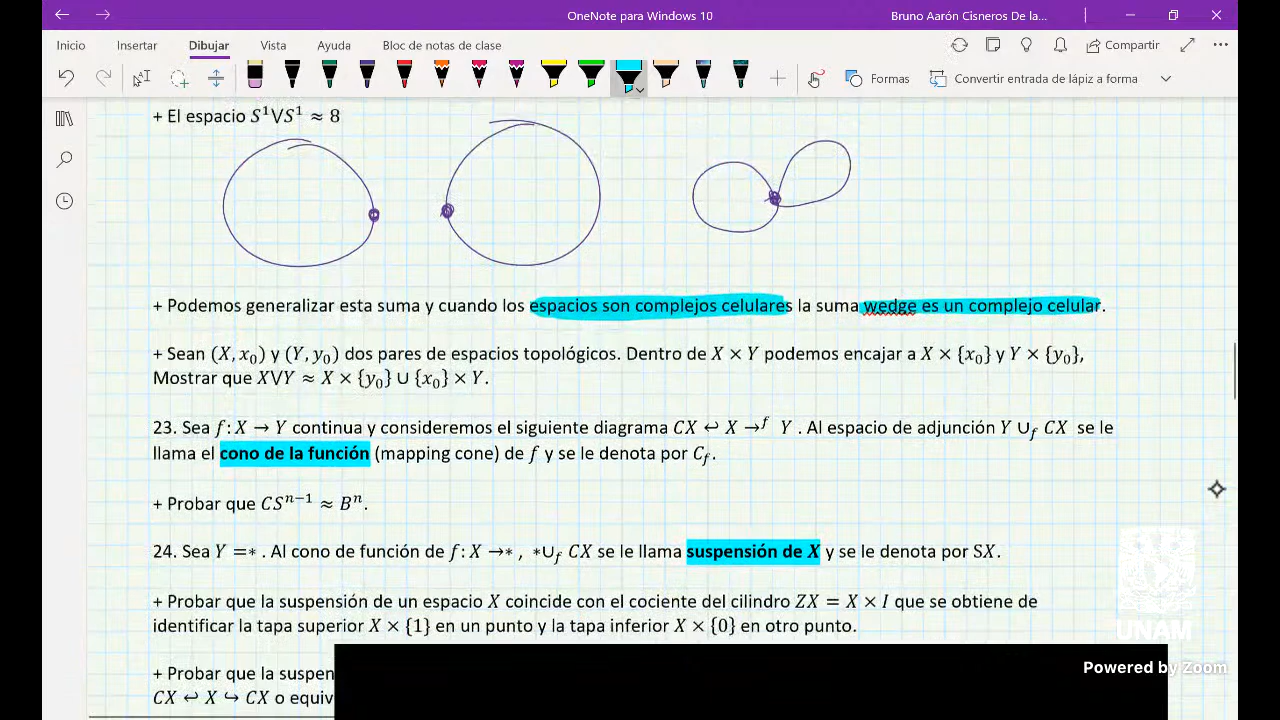 OneNote para Windows 10
Bruno Aarón Cisneros De la...
Inicio Insertar Dibujar Vista Ayuda Bloc de notas de clase Compartir
Formas Convertir entrada de lápiz a forma
+ El espacio S¹⋁S¹ ≈ 8
+ Podemos generalizar esta suma y cuando los espacios son complejos celulares la suma wedge es un complejo celular.
+ Sean (X, x₀) y (Y, y₀) dos pares de espacios topológicos. Dentro de X × Y podemos encajar a X × {x₀} y Y × {y₀},
Mostrar que X⋁Y ≈ X × {y₀} ∪ {x₀} × Y.
23. Sea f: X → Y continua y consideremos el siguiente diagrama CX ↩ X →ᶠ Y . Al espacio de adjunción Y ∪_f CX se le
llama el cono de la función (mapping cone) de f y se le denota por C_f.
+ Probar que CSⁿ⁻¹ ≈ Bⁿ.
24. Sea Y =∗ . Al cono de función de f: X →∗ , ∗∪_f CX se le llama suspensión de X y se le denota por SX.
+ Probar que la suspensión de un espacio X coincide con el cociente del cilindro ZX = X × I que se obtiene de
identificar la tapa superior X × {1} en un punto y la tapa inferior X × {0} en otro punto.
+ Probar que la suspen
CX ↩ X ↪ CX o equiv
UNAM
Powered by Zoom